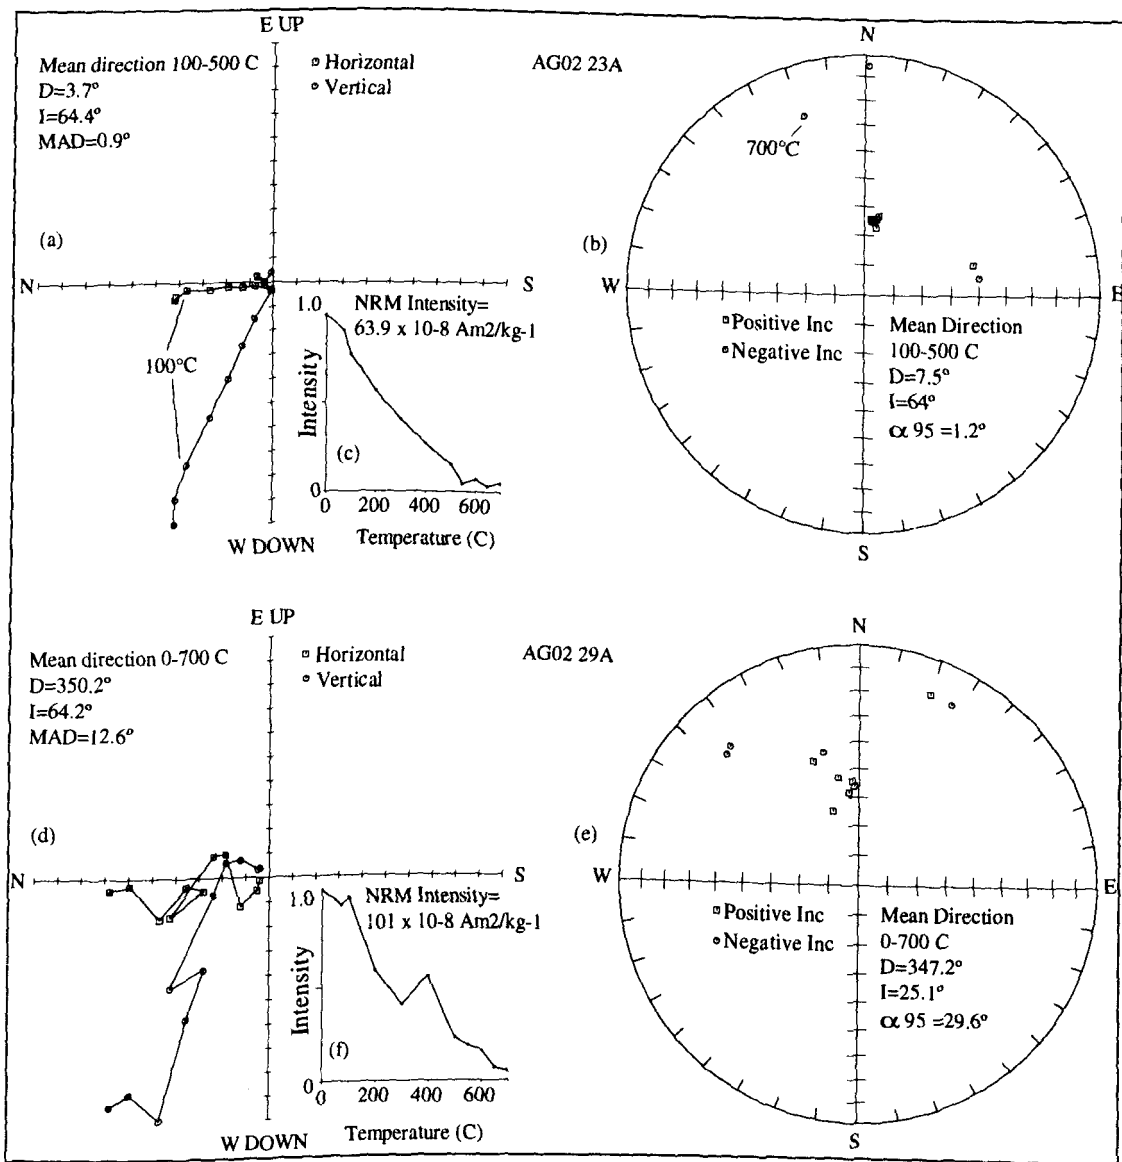 E UP
Mean direction 100-500 C
D=3.7°
I=64.4°
MAD=0.9°
Horizontal
Vertical
AG02 23A
(a)
N
S
100°C
W DOWN
NRM Intensity=
63.9 x 10-8 Am2/kg-1
1.0
Intensity
(c)
0
0 200 400 600
Temperature (C)
N
700°C
(b)
W
E
Positive Inc
Negative Inc
Mean Direction
100-500 C
D=7.5°
I=64°
α 95 =1.2°
S
E UP
Mean direction 0-700 C
D=350.2°
I=64.2°
MAD=12.6°
Horizontal
Vertical
AG02 29A
(d)
N
S
W DOWN
NRM Intensity=
101 x 10-8 Am2/kg-1
1.0
Intensity
(f)
0
0 200 400 600
Temperature (C)
N
(e)
W
E
Positive Inc
Negative Inc
Mean Direction
0-700 C
D=347.2°
I=25.1°
α 95 =29.6°
S